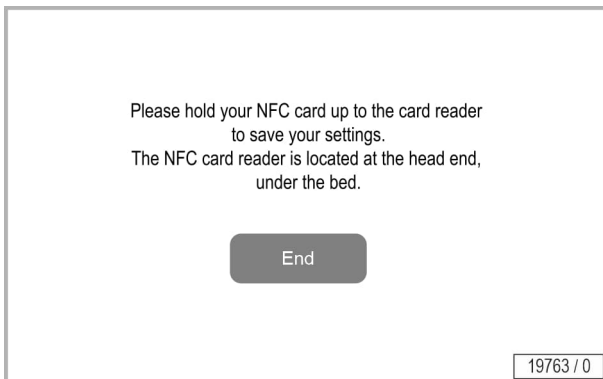 Please hold your NFC card up to the card reader
to save your settings.
The NFC card reader is located at the head end,
under the bed.
End
19763 / 0